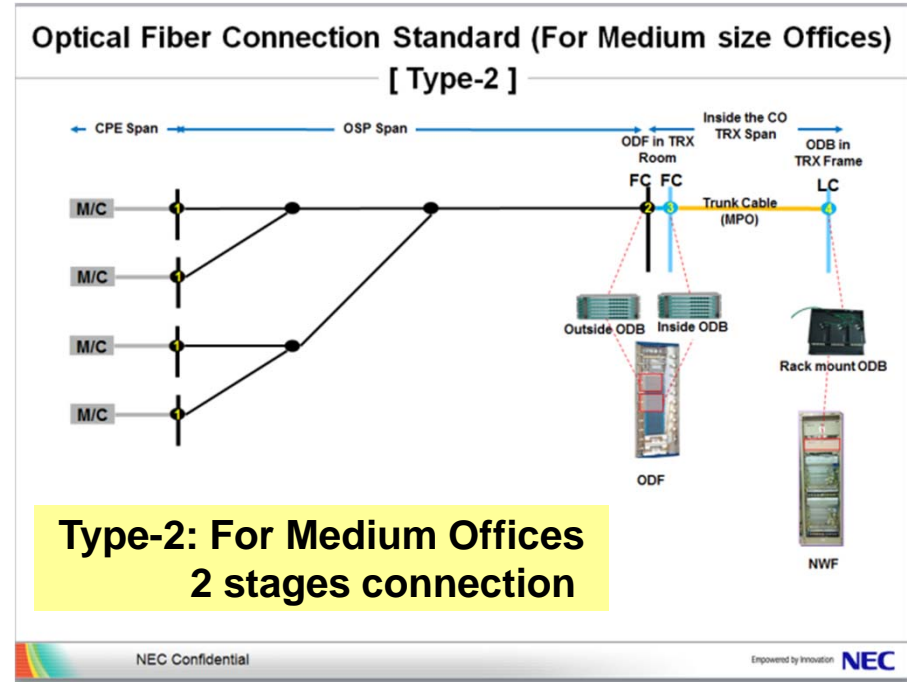 Optical Fiber Connection Standard (For Medium size Offices)
[ Type-2 ]
CPE Span
OSP Span
Inside the CO
TRX Span
ODF in TRX
Room
ODB in
TRX Frame
FC FC
LC
M/C
1
2
3
Trunk Cable
(MPO)
4
M/C
1
M/C
1
M/C
1
Outside ODB
Inside ODB
Rack mount ODB
ODF
NWF
Type-2: For Medium Offices
2 stages connection
NEC Confidential
Empowered by Innovation
NEC